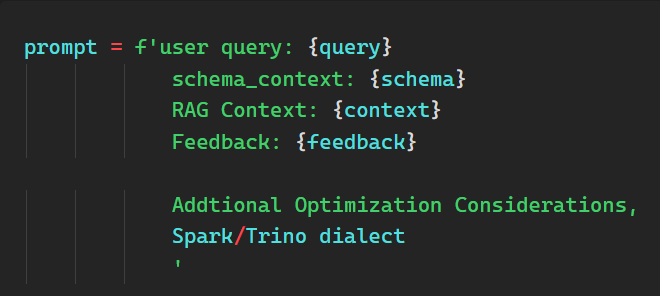 prompt = f'user query: {query}
schema_context: {schema}
RAG Context: {context}
Feedback: {feedback}
Addtional Optimization Considerations,
Spark/Trino dialect
'